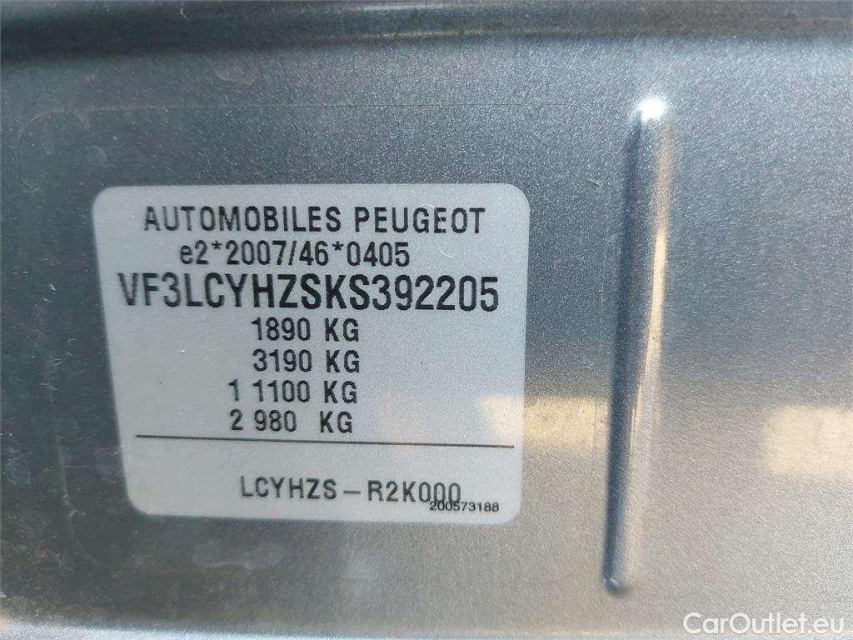 AUTOMOBILES PEUGEOT
e2*2007/46*0405
VF3LCYHZSKS392205
1890 KG
3190 KG
1 1100 KG
2 980 KG
LCYHZS – R2K000
200573188
CarOutlet.eu